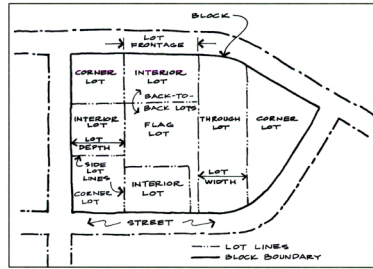 BLOCK
LOT
FRONTAGE
CORNER
LOT
INTERIOR
LOT
BACK-TO-
BACK LOTS
INTERIOR
LOT
FLAG
LOT
THROUGH
LOT
CORNER
LOT
LOT
DEPTH
SIDE
LOT
LINES
LOT
WIDTH
CORNER
LOT
INTERIOR
LOT
STREET
LOT LINES
BLOCK BOUNDARY